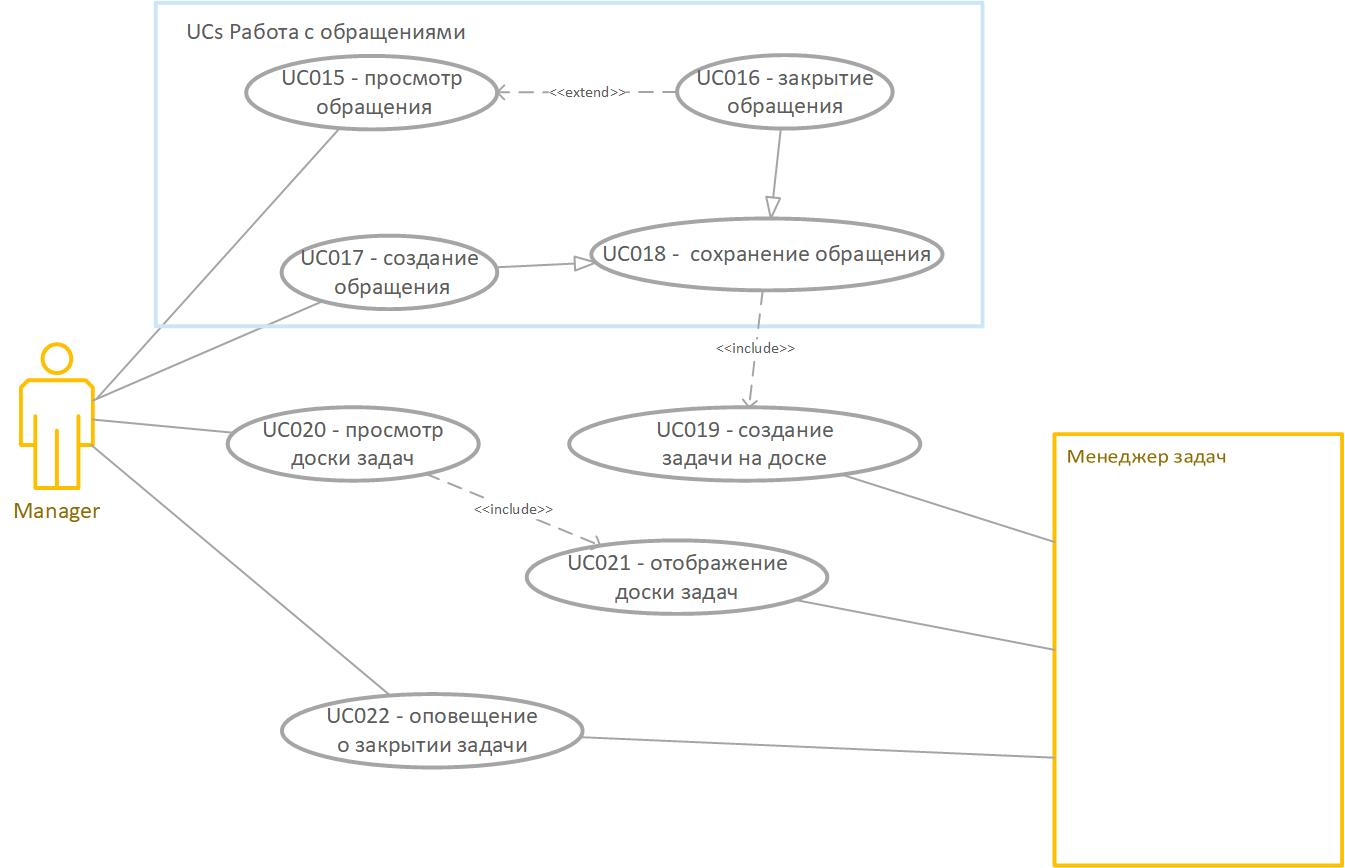 UCs Работа с обращениями
UC015 - просмотр
обращения
<<extend>>
UC016 - закрытие
обращения
UC017 - создание
обращения
UC018 - сохранение обращения
<<include>>
UC020 - просмотр
доски задач
UC019 - создание
задачи на доске
Менеджер задач
Manager
<<include>>
UC021 - отображение
доски задач
UC022 - оповещение
о закрытии задачи